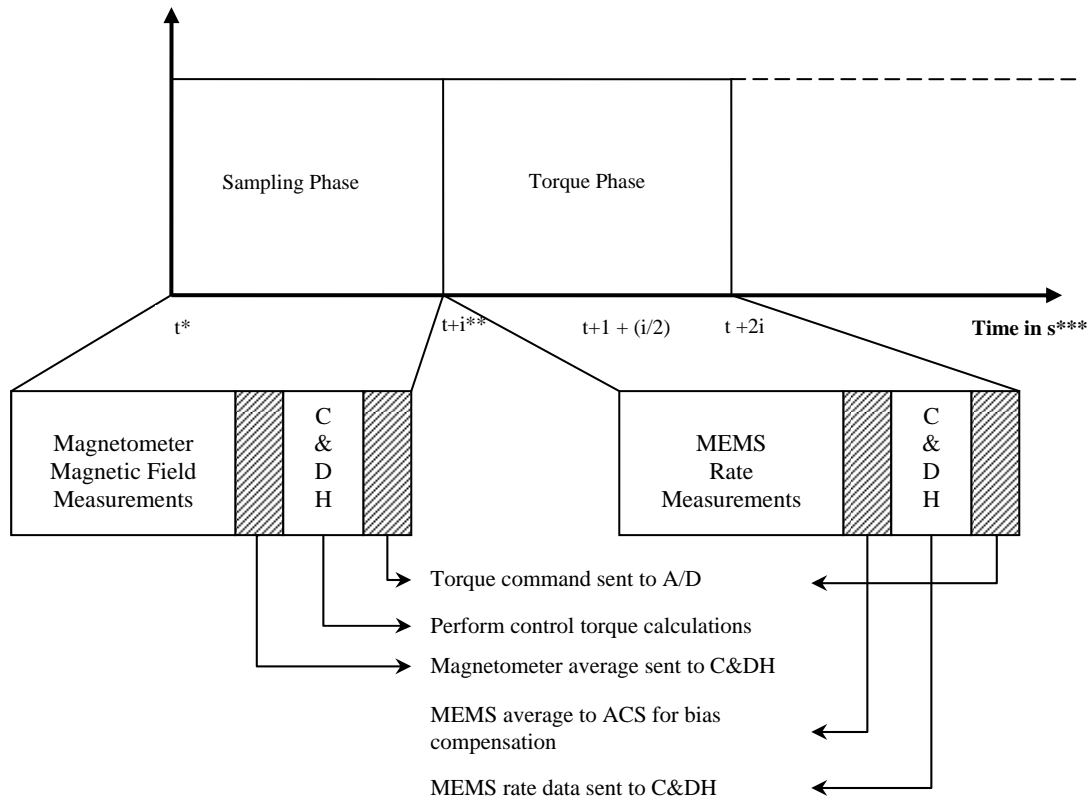 Sampling Phase
Torque Phase
t*
t+i**
t+1 + (i/2)
t +2i
Time in s***
Magnetometer
Magnetic Field
Measurements
C
&
D
H
MEMS
Rate
Measurements
C
&
D
H
Torque command sent to A/D
Perform control torque calculations
Magnetometer average sent to C&DH
MEMS average to ACS for bias
compensation
MEMS rate data sent to C&DH